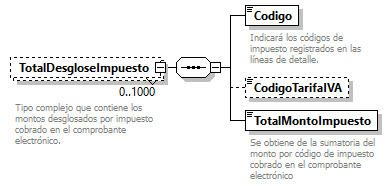 Codigo
Indicará los códigos de
impuesto registrados en las
líneas de detalle.
TotalDesgloseImpuesto
0..1000
Tipo complejo que contiene los
montos desglosados por impuesto
cobrado en el comprobante
electrónico.
CodigoTarifaIVA
TotalMontoImpuesto
Se obtiene de la sumatoria del
monto por código de impuesto
cobrado en el comprobante
electrónico